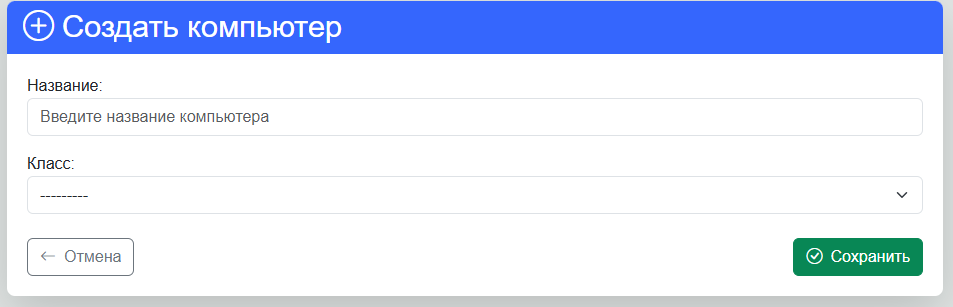 Создать компьютер
Название:
Введите название компьютера
Класс:
---------
Отмена
Сохранить